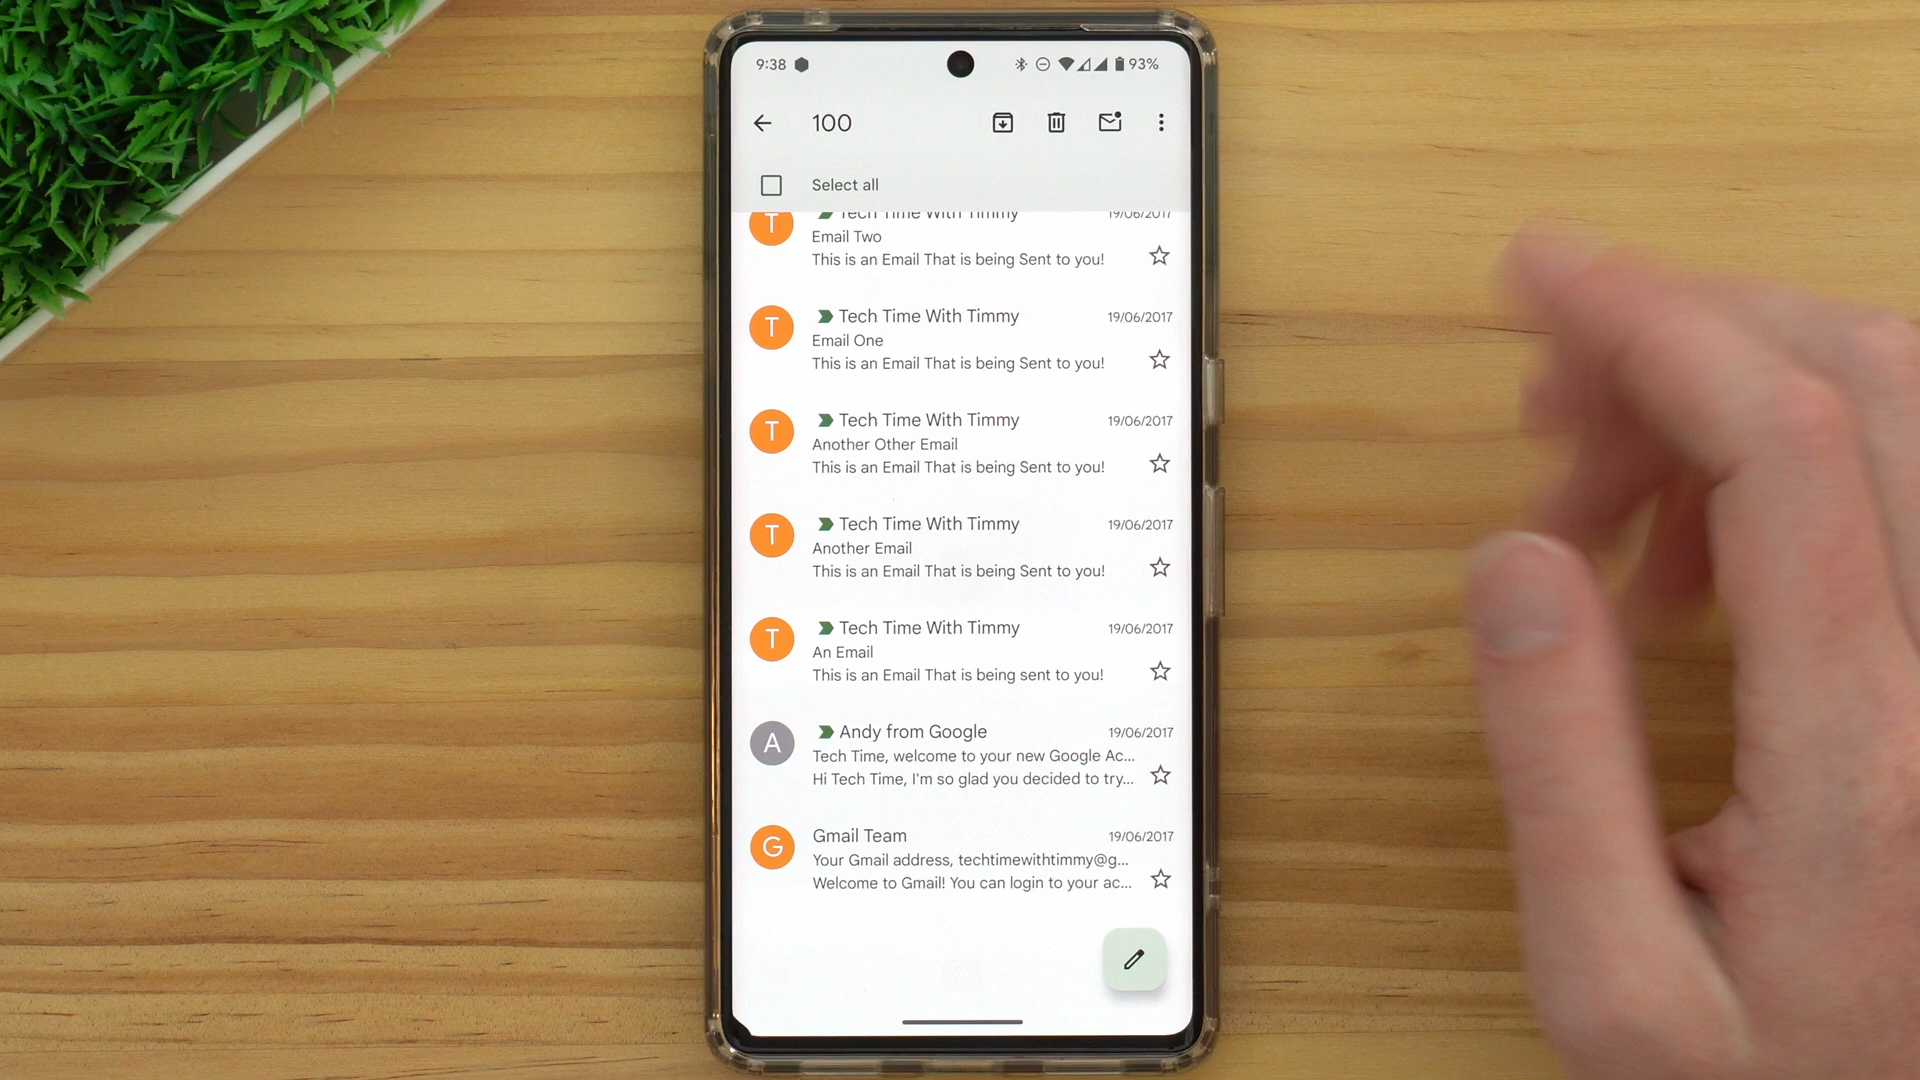 9:38 93%
100
Select all
T Tech Time With Timmy 19/06/2017
Email Two
This is an Email That is being Sent to you!
T Tech Time With Timmy 19/06/2017
Email One
This is an Email That is being Sent to you!
T Tech Time With Timmy 19/06/2017
Another Other Email
This is an Email That is being Sent to you!
T Tech Time With Timmy 19/06/2017
Another Email
This is an Email That is being Sent to you!
T Tech Time With Timmy 19/06/2017
An Email
This is an Email That is being sent to you!
A Andy from Google 19/06/2017
Tech Time, welcome to your new Google Ac...
Hi Tech Time, I'm so glad you decided to try...
G Gmail Team 19/06/2017
Your Gmail address, techtimewithtimmy@g...
Welcome to Gmail! You can login to your ac...